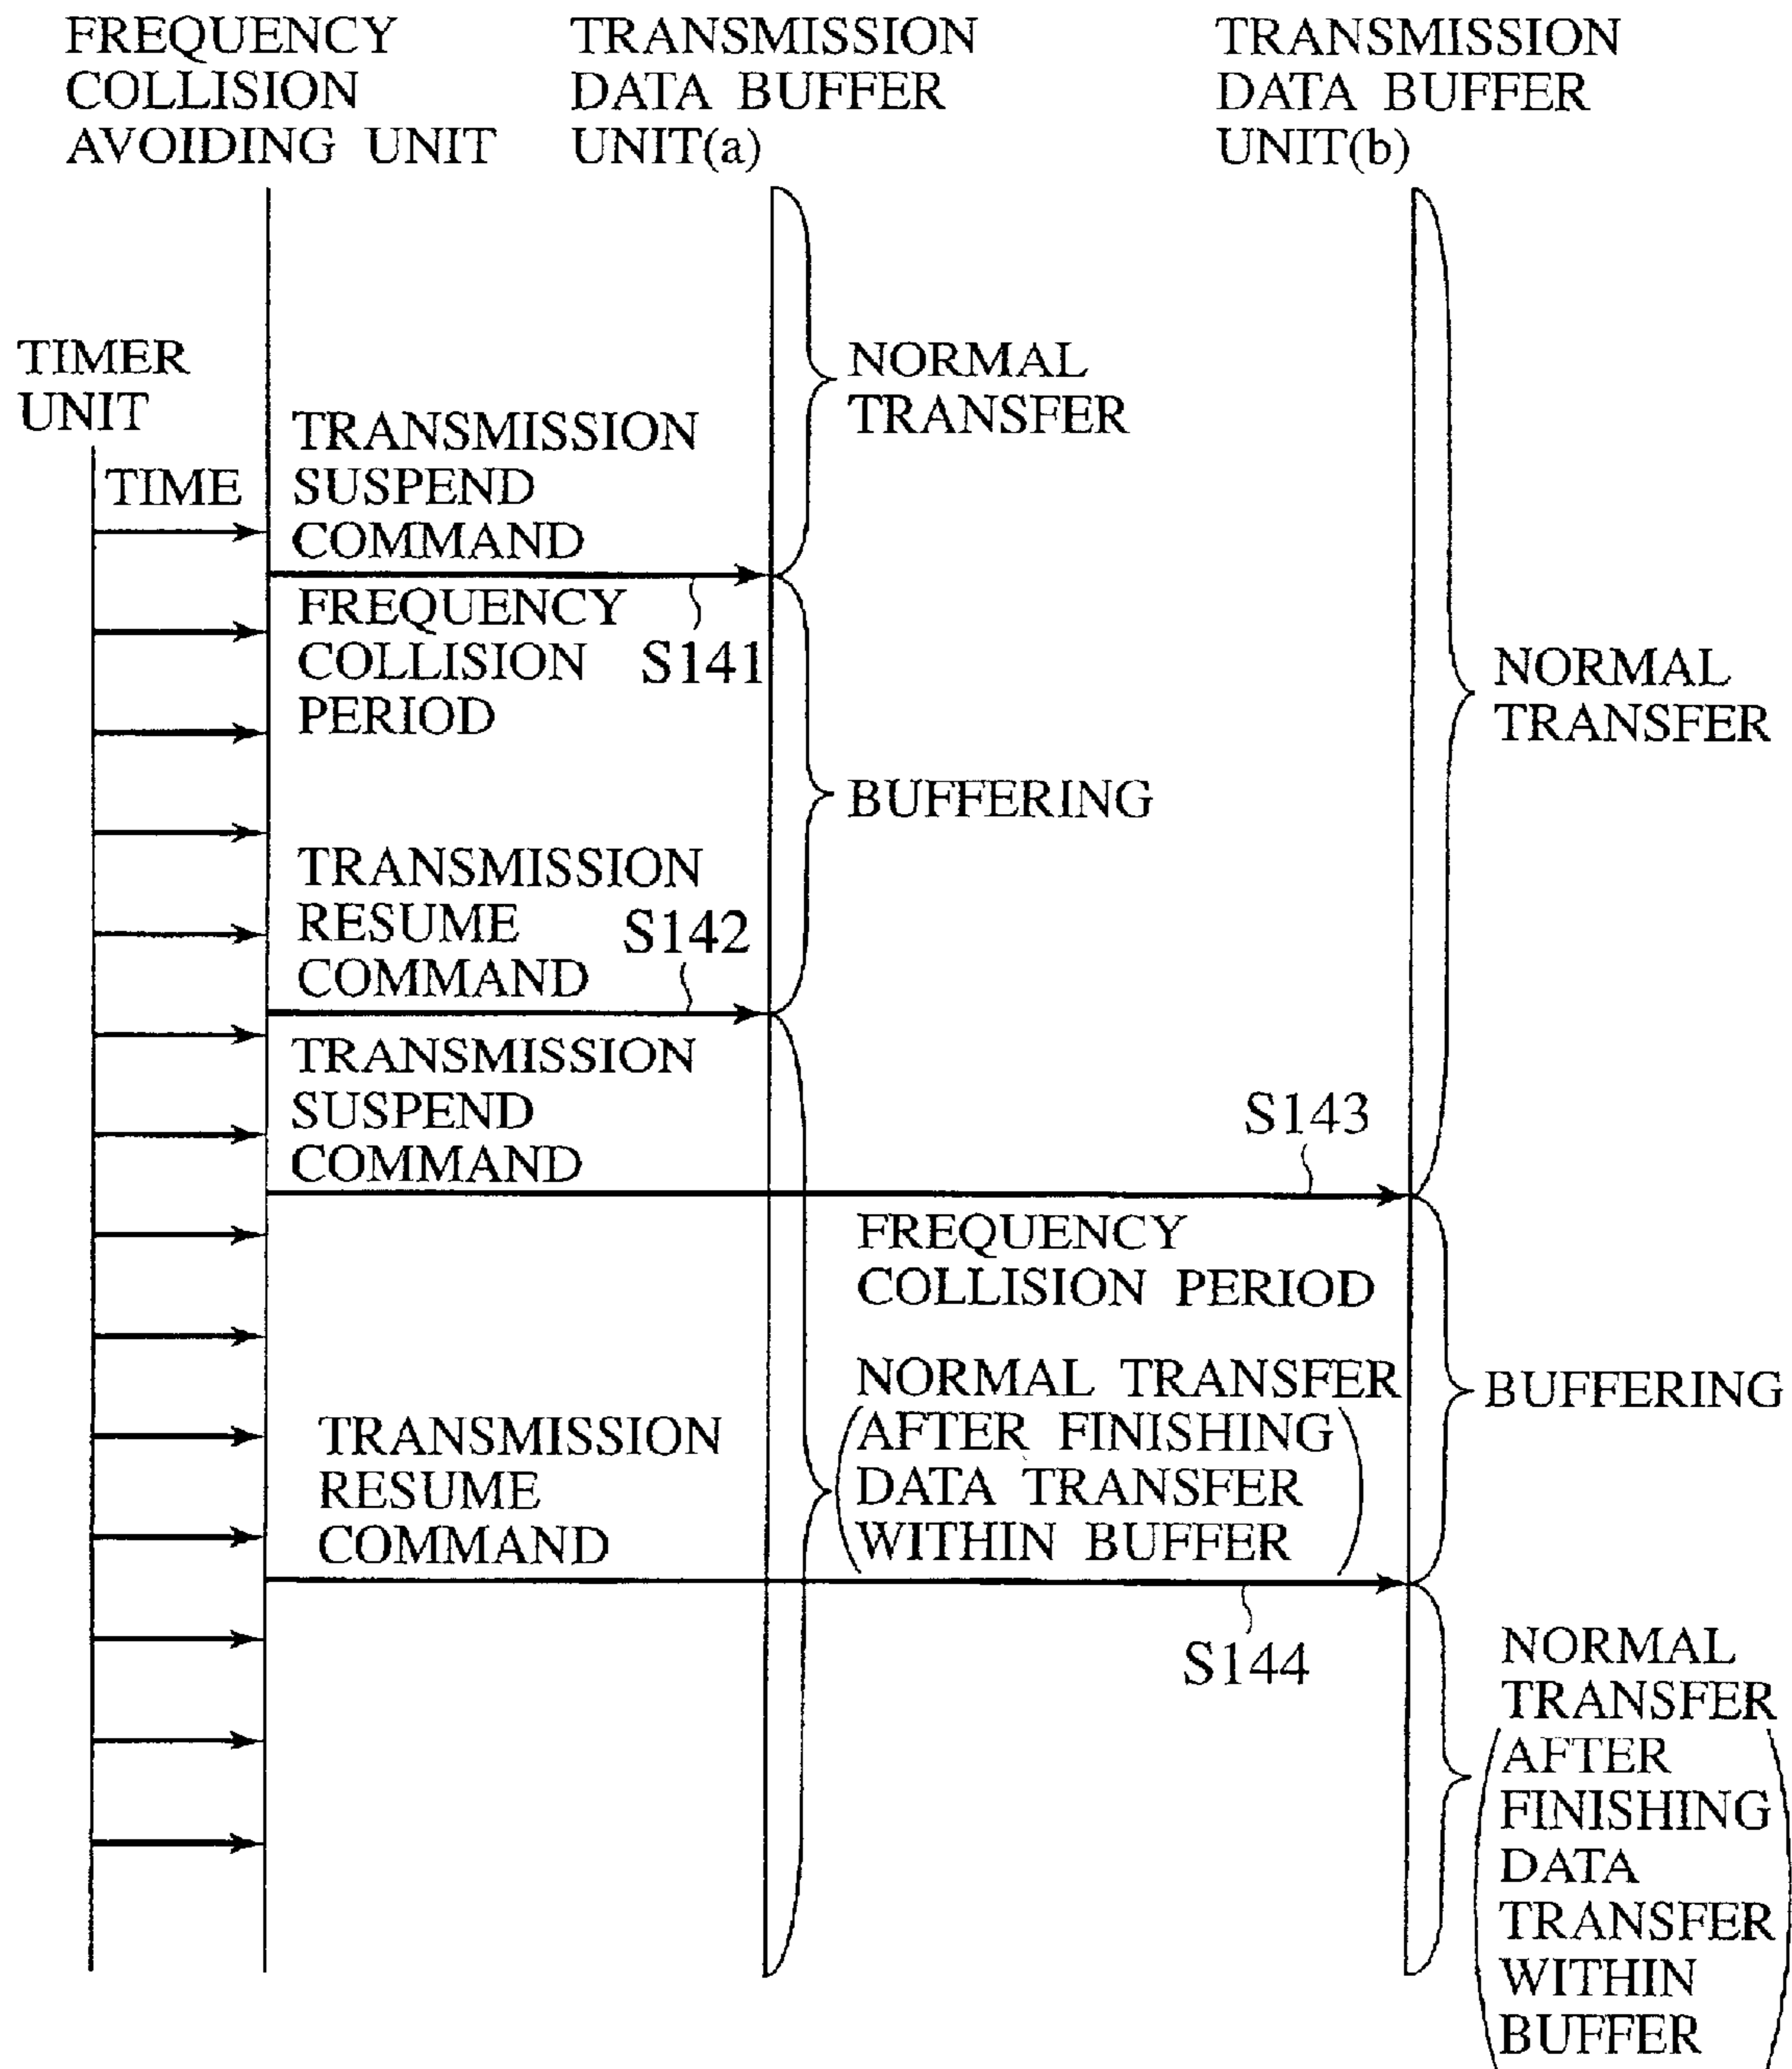 FREQUENCY
COLLISION
AVOIDING UNIT
TRANSMISSION
DATA BUFFER
UNIT(a)
TRANSMISSION
DATA BUFFER
UNIT(b)
TIMER
UNIT
TIME
TRANSMISSION
SUSPEND
COMMAND
NORMAL
TRANSFER
FREQUENCY
COLLISION
PERIOD
S141
NORMAL
TRANSFER
BUFFERING
TRANSMISSION
RESUME
COMMAND
S142
TRANSMISSION
SUSPEND
COMMAND
S143
FREQUENCY
COLLISION PERIOD
NORMAL TRANSFER
(AFTER FINISHING
DATA TRANSFER
WITHIN BUFFER)
BUFFERING
TRANSMISSION
RESUME
COMMAND
S144
NORMAL
TRANSFER
(AFTER
FINISHING
DATA
TRANSFER
WITHIN
BUFFER)